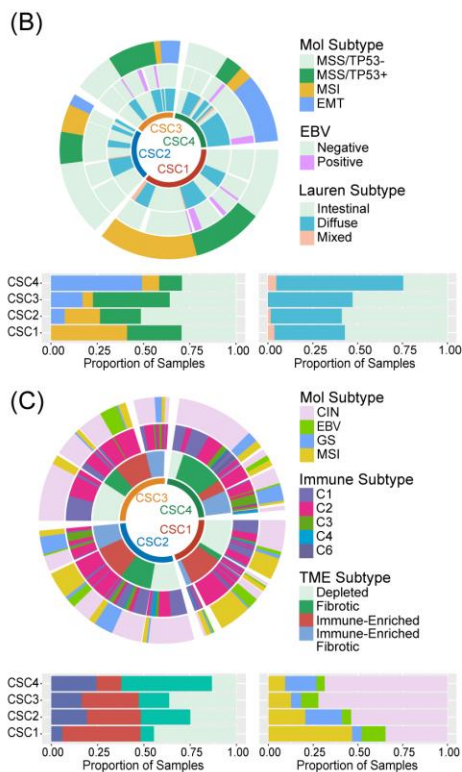 (B)
CSC3
CSC4
CSC2
CSC1
Mol Subtype
MSS/TP53-
MSS/TP53+
MSI
EMT
EBV
Negative
Positive
Lauren Subtype
Intestinal
Diffuse
Mixed
CSC4
CSC3
CSC2
CSC1
0.00 0.25 0.50 0.75 1.00
Proportion of Samples
0.00 0.25 0.50 0.75 1.00
Proportion of Samples
(C)
CSC3
CSC4
CSC2
CSC1
Mol Subtype
CIN
EBV
GS
MSI
Immune Subtype
C1
C2
C3
C4
C6
TME Subtype
Depleted
Fibrotic
Immune-Enriched
Immune-Enriched
Fibrotic
CSC4
CSC3
CSC2
CSC1
0.00 0.25 0.50 0.75 1.00
Proportion of Samples
0.00 0.25 0.50 0.75 1.00
Proportion of Samples